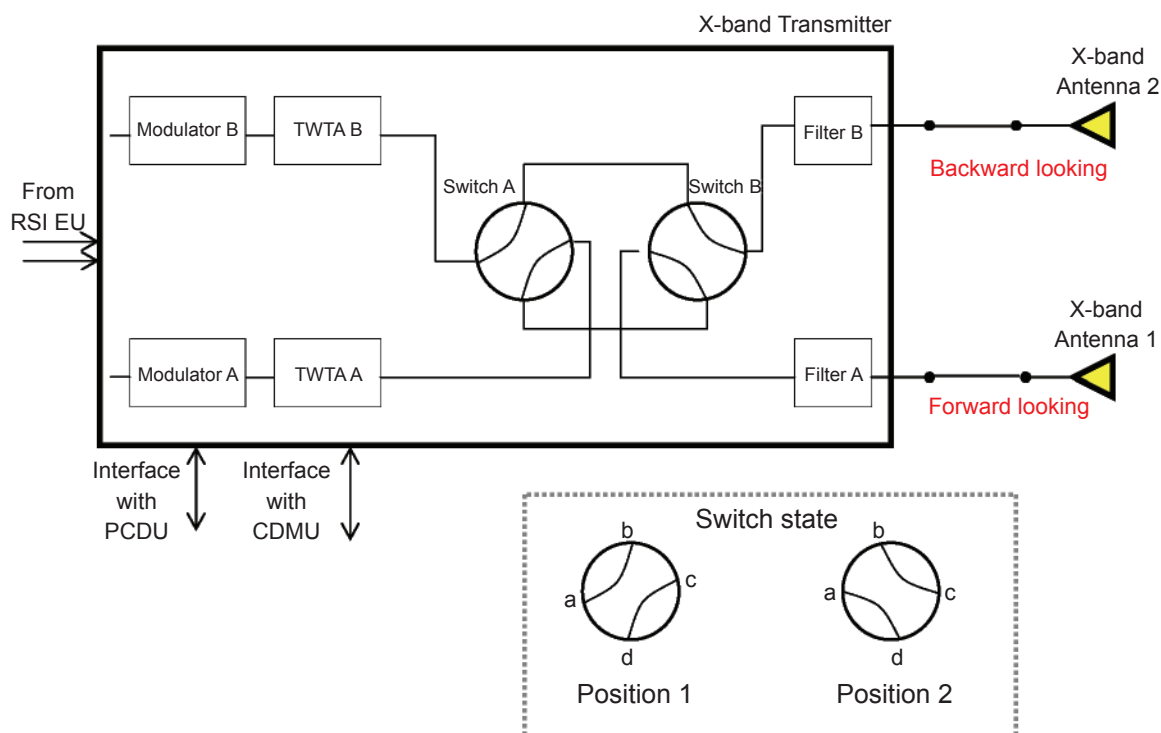 X-band Transmitter
X-band
Antenna 2
Modulator B
TWTA B
Filter B
Backward looking
Switch A
Switch B
From
RSI EU
X-band
Antenna 1
Modulator A
TWTA A
Filter A
Forward looking
Interface
with
PCDU
Interface
with
CDMU
Switch state
b
a
c
d
Position 1
b
a
c
d
Position 2